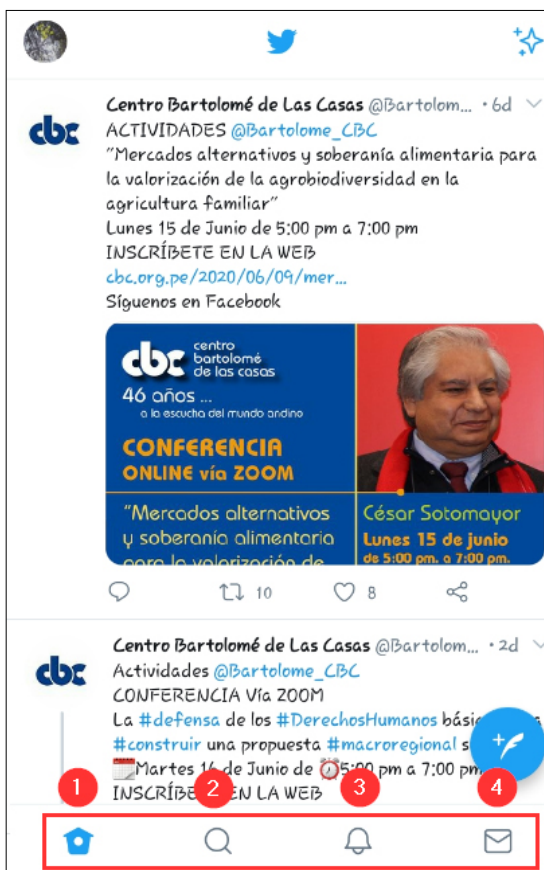 Centro Bartolomé de Las Casas @Bartolom... · 6d
cbc
ACTIVIDADES @Bartolome_CBC
"Mercados alternativos y soberanía alimentaria para
la valorización de la agrobiodiversidad en la
agricultura familiar"
Lunes 15 de Junio de 5:00 pm a 7:00 pm
INSCRÍBETE EN LA WEB
cbc.org.pe/2020/06/09/mer...
Síguenos en Facebook
cbc centro
bartolomé
de las casas
46 años ...
a la escucha del mundo andino
CONFERENCIA
ONLINE vía ZOOM
"Mercados alternativos
y soberanía alimentaria
para la valorización de
César Sotomayor
Lunes 15 de junio
de 5:00 pm. a 7:00 pm.
10 8
Centro Bartolomé de Las Casas @Bartolom... · 2d
cbc
Actividades @Bartolome_CBC
CONFERENCIA Vía ZOOM
La #defensa de los #DerechosHumanos
#construir una propuesta #macroregional
Martes 16 de Junio de 5:00 pm a 7:00 pm
EN LA WEB
1 2 3 4